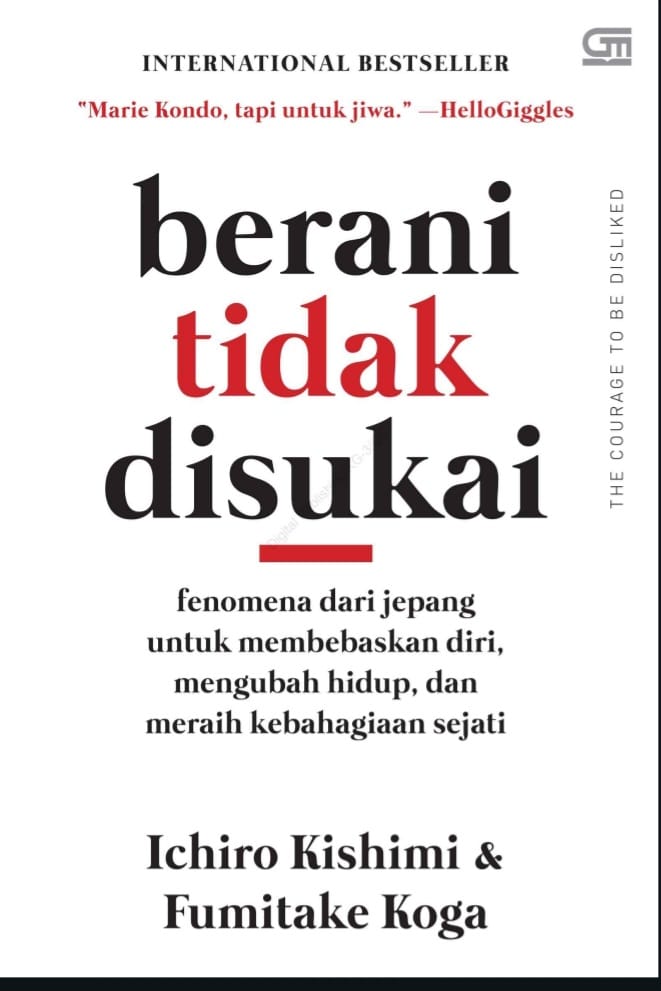 INTERNATIONAL BESTSELLER
"Marie Kondo, tapi untuk jiwa." —HelloGiggles
berani
tidak
disukai
THE COURAGE TO BE DISLIKED
fenomena dari jepang
untuk membebaskan diri,
mengubah hidup, dan
meraih kebahagiaan sejati
Ichiro Kishimi &
Fumitake Koga